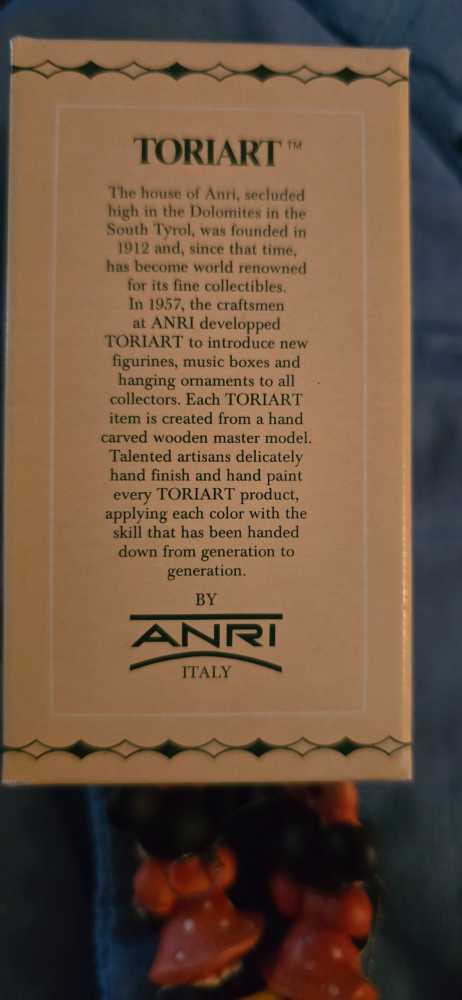 TORIART™
The house of Anri, secluded
high in the Dolomites in the
South Tyrol, was founded in
1912 and, since that time,
has become world renowned
for its fine collectibles.
In 1957, the craftsmen
at ANRI developped
TORIART to introduce new
figurines, music boxes and
hanging ornaments to all
collectors. Each TORIART
item is created from a hand
carved wooden master model.
Talented artisans delicately
hand finish and hand paint
every TORIART product,
applying each color with the
skill that has been handed
down from generation to
generation.
BY
ANRI
ITALY